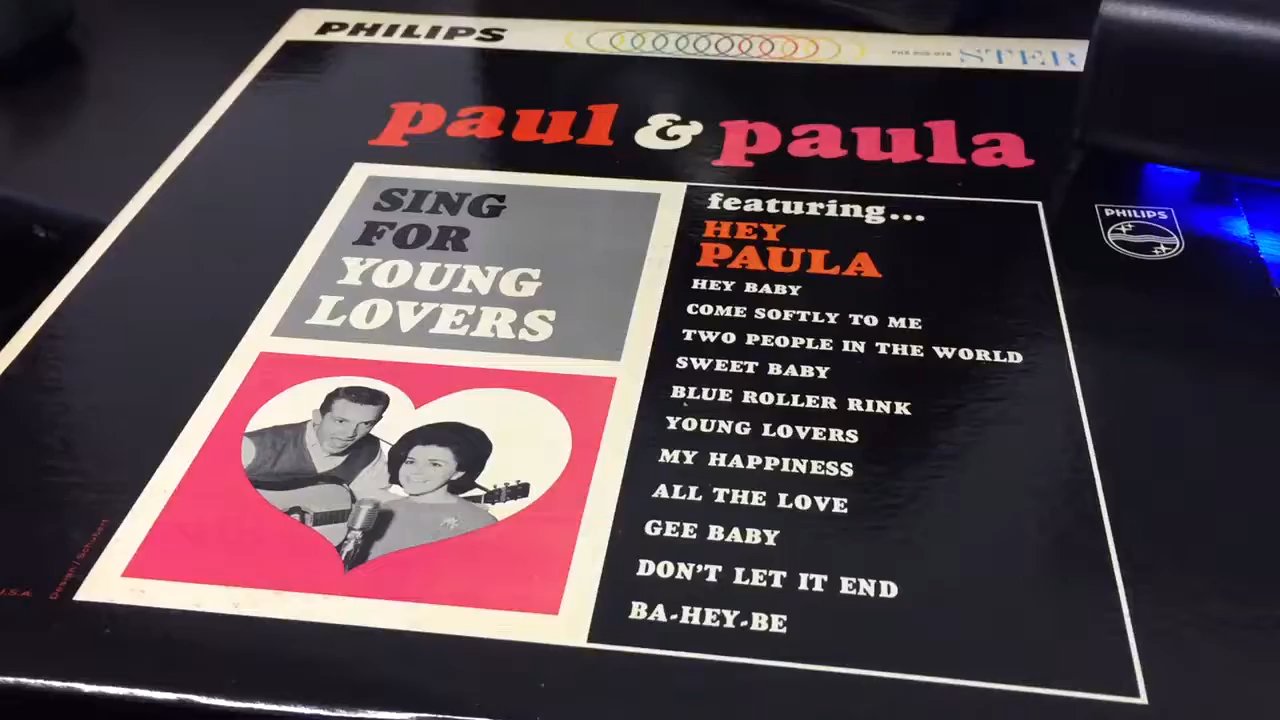 PHILIPS
STER
paul & paula
SING
FOR
YOUNG
LOVERS
featuring...
HEY
PAULA
HEY BABY
COME SOFTLY TO ME
TWO PEOPLE IN THE WORLD
SWEET BABY
BLUE ROLLER RINK
YOUNG LOVERS
MY HAPPINESS
ALL THE LOVE
GEE BABY
DON'T LET IT END
BA-HEY-BE
PHILIPS
Design/Schubert
U.S.A.